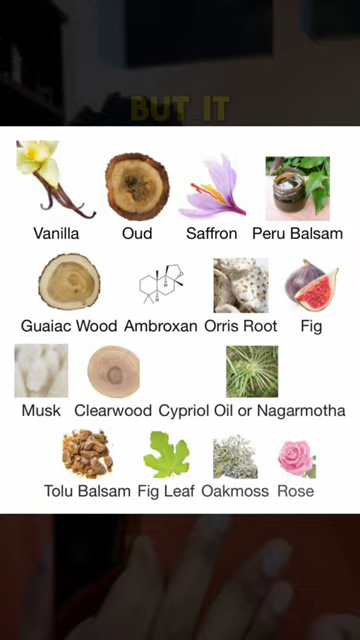 BUT IT
Vanilla Oud Saffron Peru Balsam
Guaiac Wood Ambroxan Orris Root Fig
Musk Clearwood Cypriol Oil or Nagarmotha
Tolu Balsam Fig Leaf Oakmoss Rose